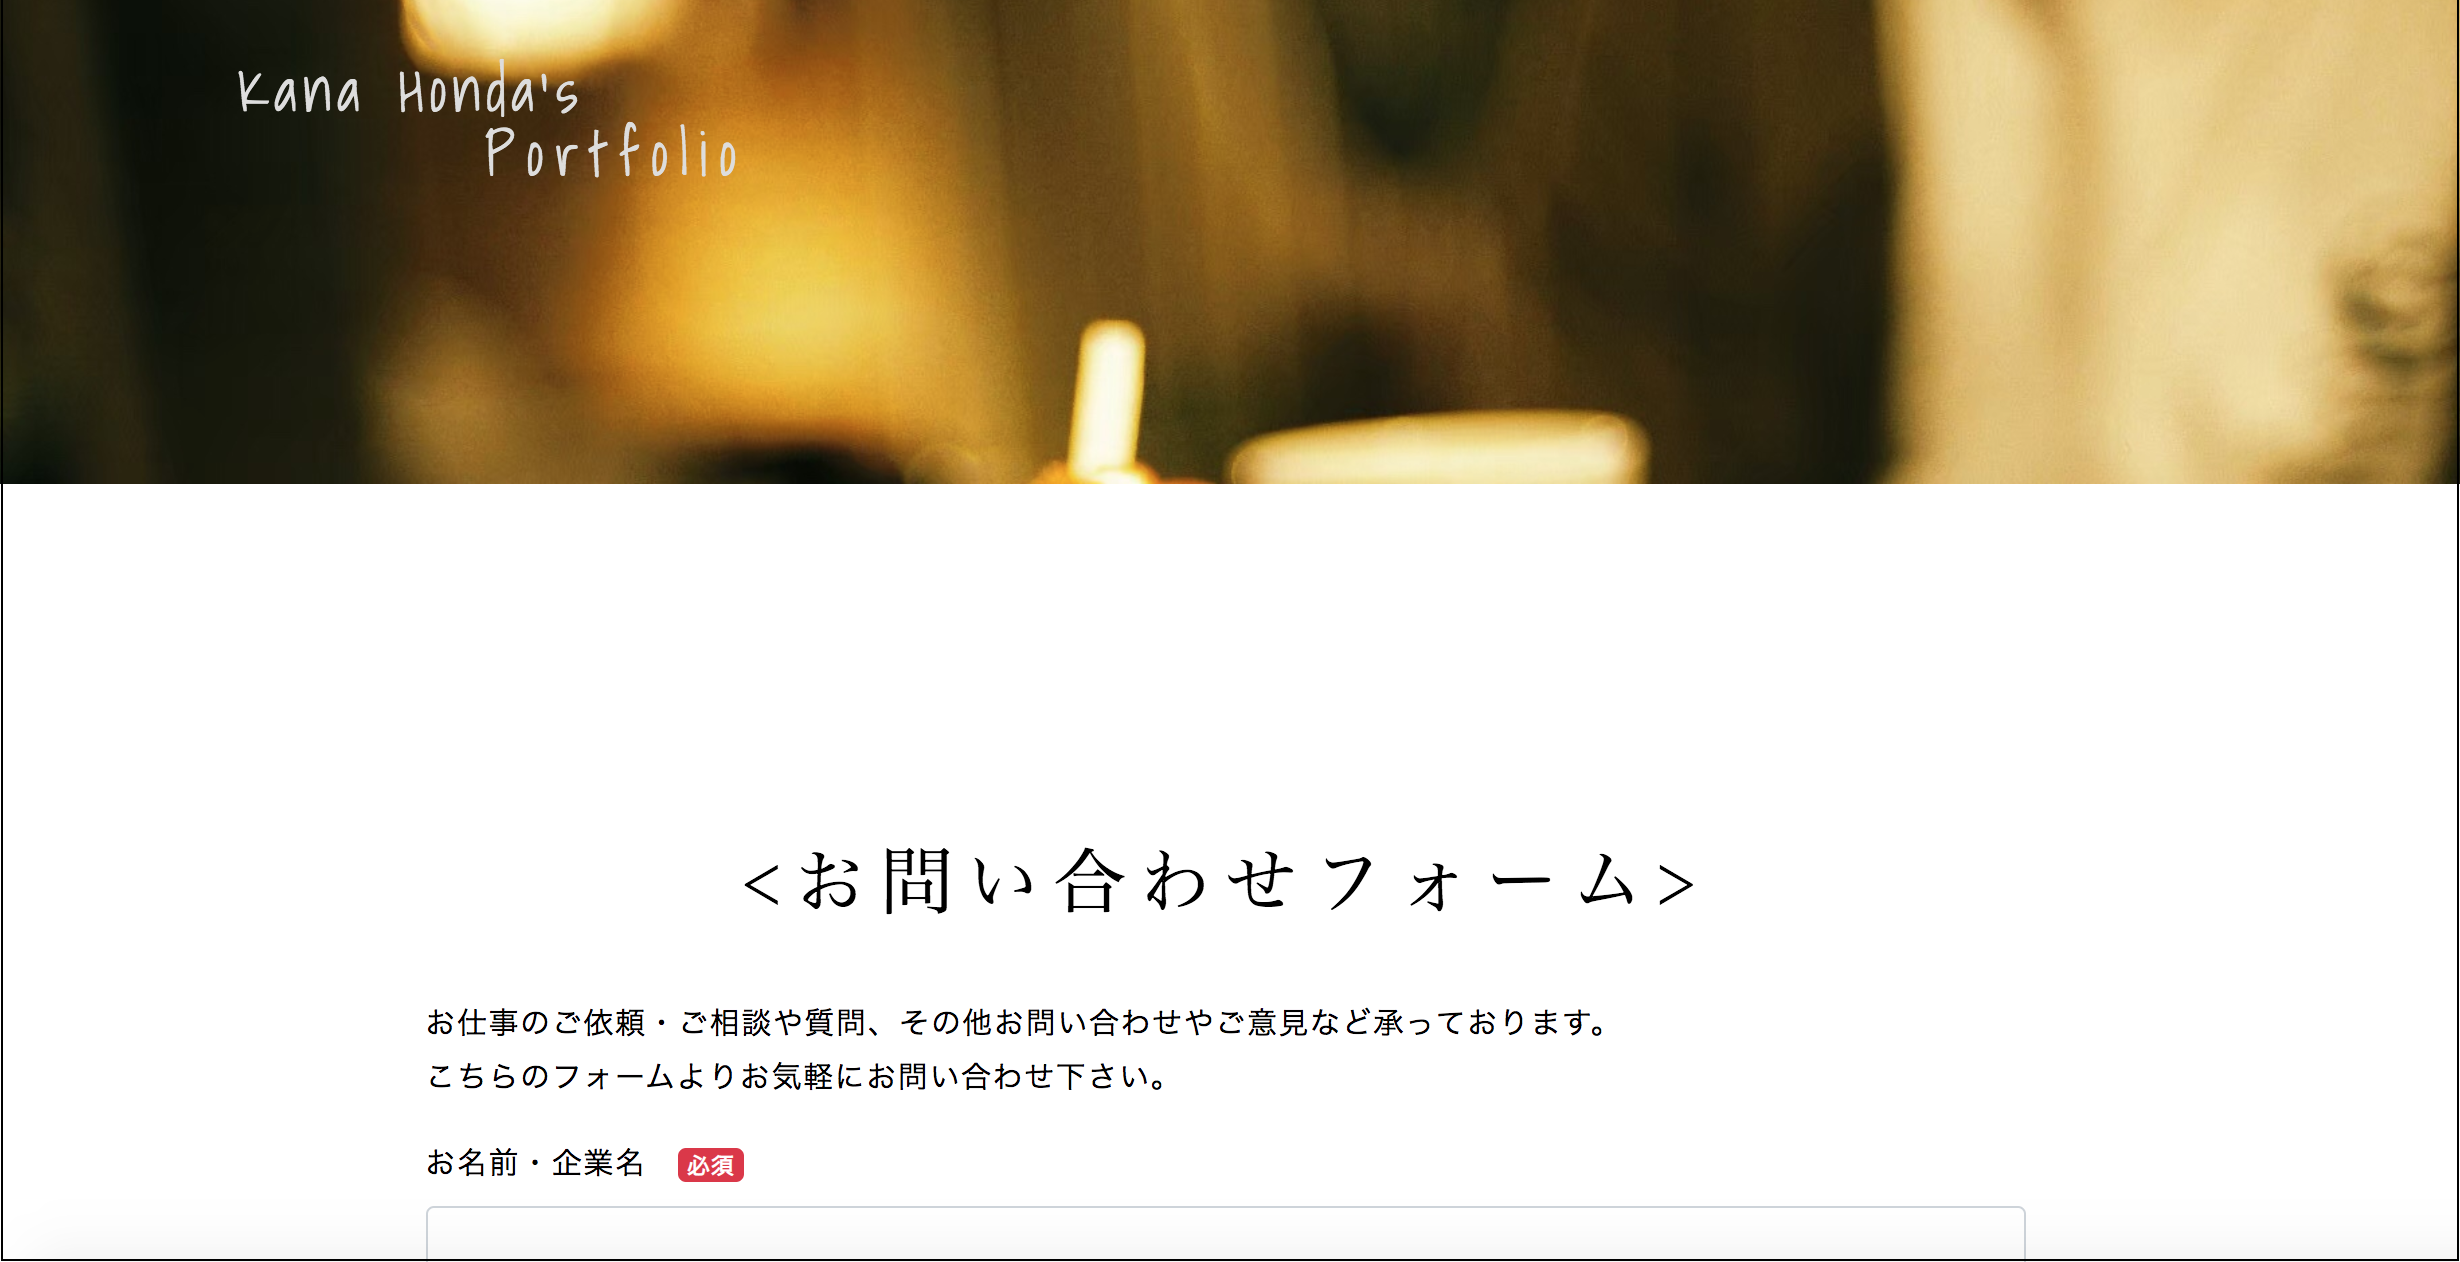 Kana Honda's
Portfolio
<お問い合わせフォーム>
お仕事のご依頼・ご相談や質問、その他お問い合わせやご意見など承っております。
こちらのフォームよりお気軽にお問い合わせ下さい。
お名前・企業名 必須